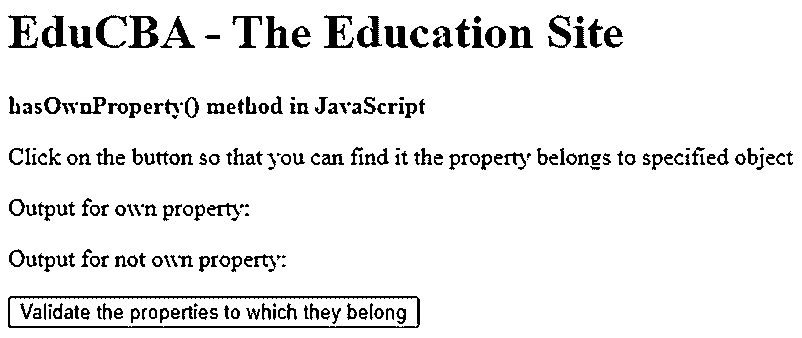 EduCBA - The Education Site
hasOwnProperty() method in JavaScript
Click on the button so that you can find it the property belongs to specified object
Output for own property:
Output for not own property:
Validate the properties to which they belong